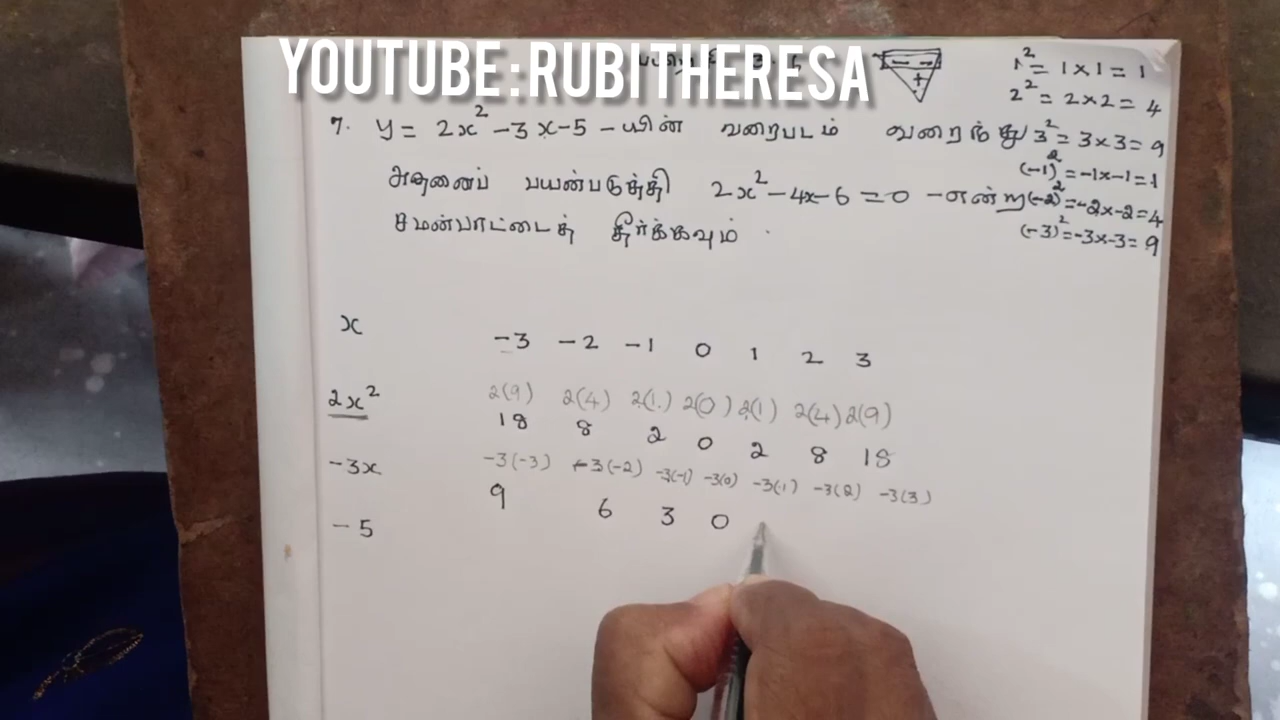 YOUTUBE : RUBITHERESA
1² = 1×1 = 1
2² = 2×2 = 4
3² = 3×3 = 9
(-1)² = -1×-1 = 1
(-2)² = -2×-2 = 4
(-3)² = -3×-3 = 9
7. y = 2x² - 3x - 5 - யின் வரைபடம் வரைந்து
அதனைப் பயன்படுத்தி 2x² - 4x - 6 = 0 - என்ற
சமன்பாட்டைத் தீர்க்கவும் .
x -3 -2 -1 0 1 2 3
2(9) 2(4) 2(1) 2(0) 2(1) 2(4) 2(9)
2x² 18 8 2 0 2 8 18
-3x -3(-3) -3(-2) -3(-1) -3(0) -3(1) -3(2) -3(3)
9 6 3 0
-5